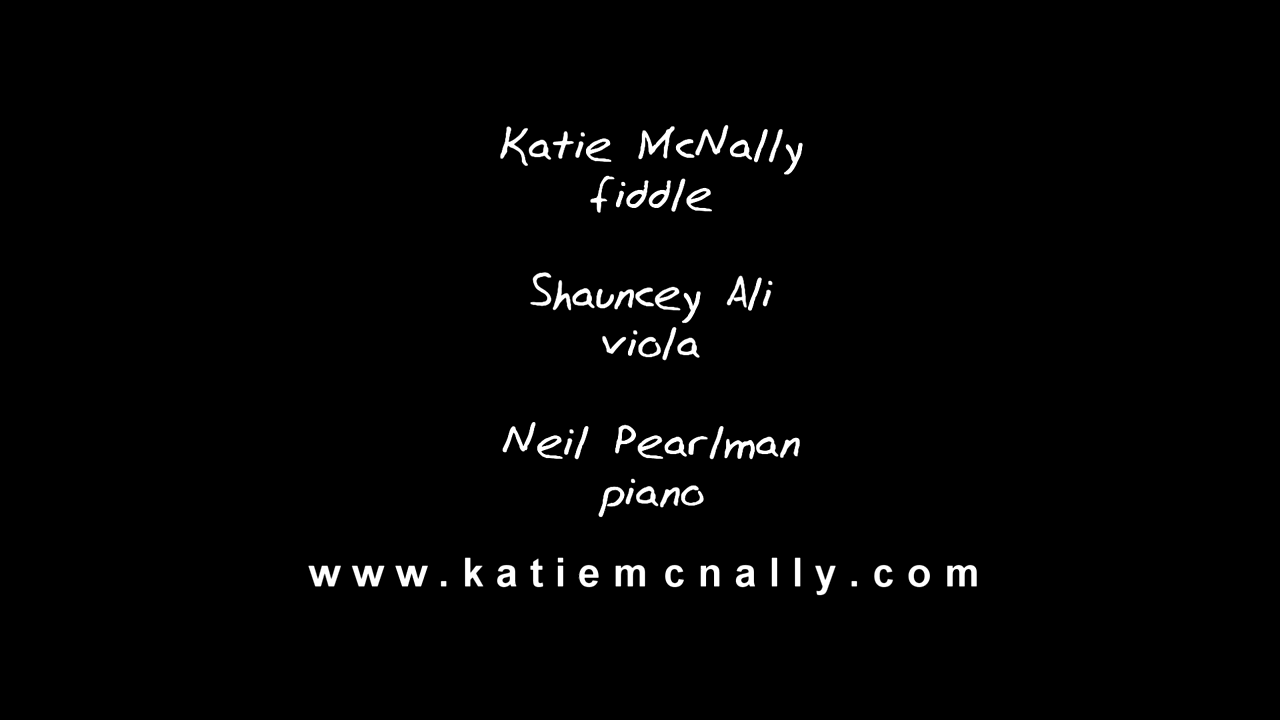 Katie McNally
fiddle
Shauncey Ali
viola
Neil Pearlman
piano
www.katiemcnally.com